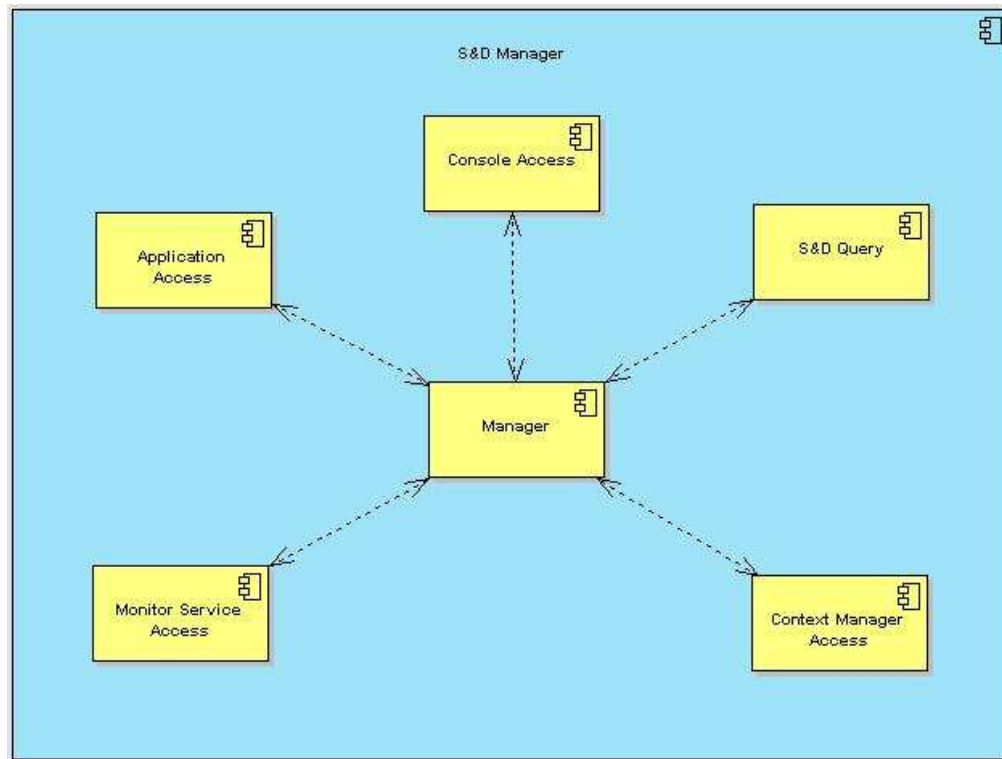 S&D Manager
Console Access
Application
Access
S&D Query
Manager
Monitor Service
Access
Context Manager
Access